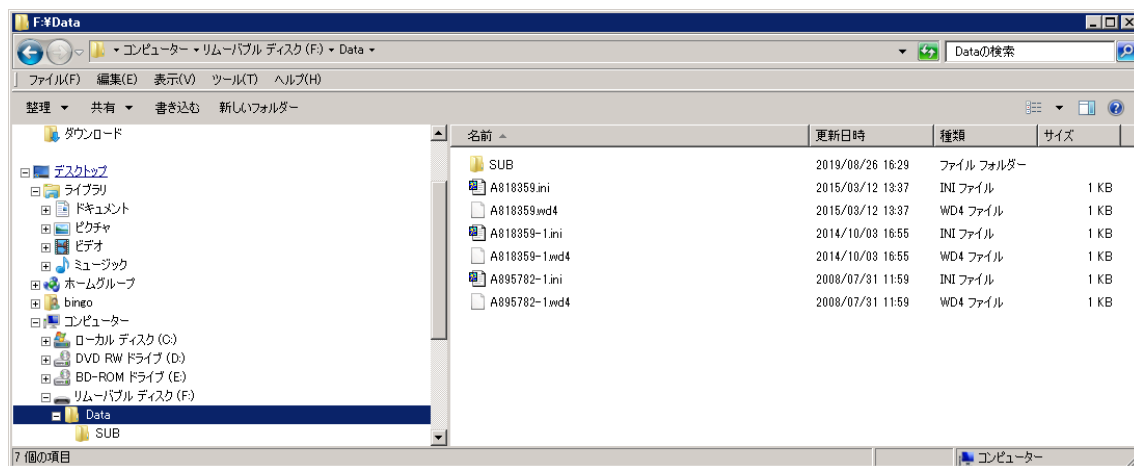 F:¥Data
コンピューター リムーバブル ディスク (F:) Data
Dataの検索
ファイル(F) 編集(E) 表示(V) ツール(T) ヘルプ(H)
整理 共有 書き込む 新しいフォルダー
ダウンロード
デスクトップ
ライブラリ
ドキュメント
ピクチャ
ビデオ
ミュージック
ホームグループ
bingo
コンピューター
ローカル ディスク (C:)
DVD RW ドライブ (D:)
BD-ROM ドライブ (E:)
リムーバブル ディスク (F:)
Data
SUB
名前 更新日時 種類 サイズ
SUB 2019/08/26 16:29 ファイル フォルダー
A818359.ini 2015/03/12 13:37 INI ファイル 1 KB
A818359.wd4 2015/03/12 13:37 WD4 ファイル 1 KB
A818359-1.ini 2014/10/03 16:55 INI ファイル 1 KB
A818359-1.wd4 2014/10/03 16:55 WD4 ファイル 1 KB
A895782-1.ini 2008/07/31 11:59 INI ファイル 1 KB
A895782-1.wd4 2008/07/31 11:59 WD4 ファイル 1 KB
7 個の項目
コンピューター